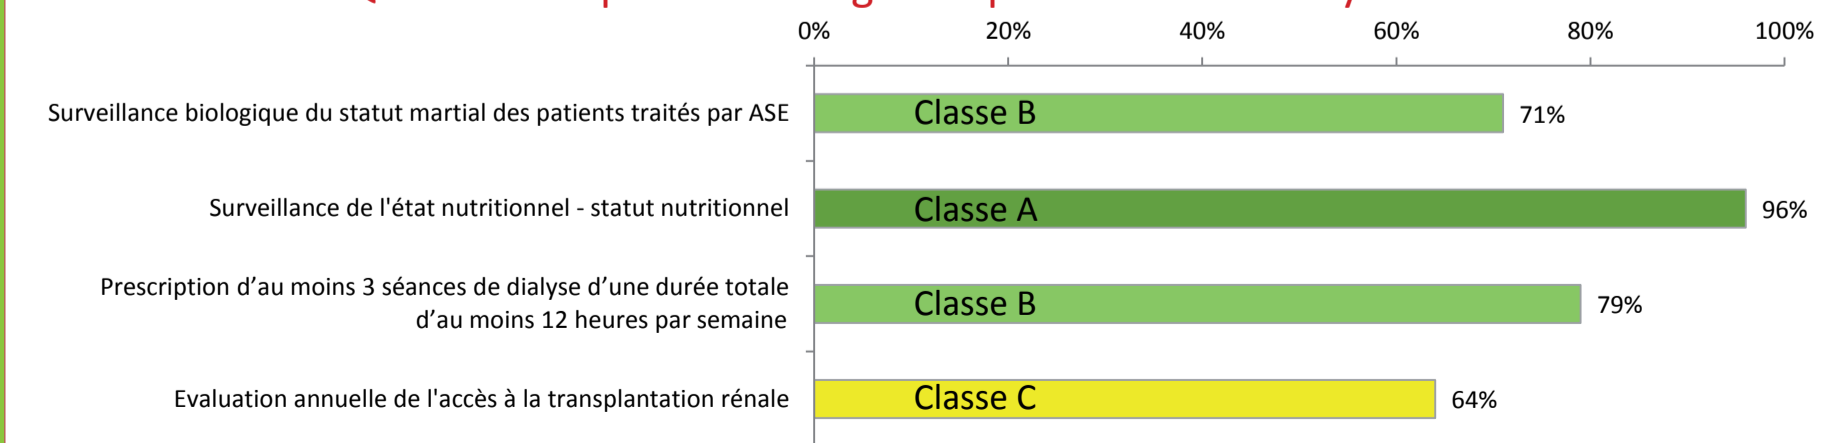 0% 20% 40% 60% 80% 100%
Surveillance biologique du statut martial des patients traités par ASE Classe B 71%
Surveillance de l'état nutritionnel - statut nutritionnel Classe A 96%
Prescription d’au moins 3 séances de dialyse d’une durée totale
d’au moins 12 heures par semaine Classe B 79%
Evaluation annuelle de l'accès à la transplantation rénale Classe C 64%